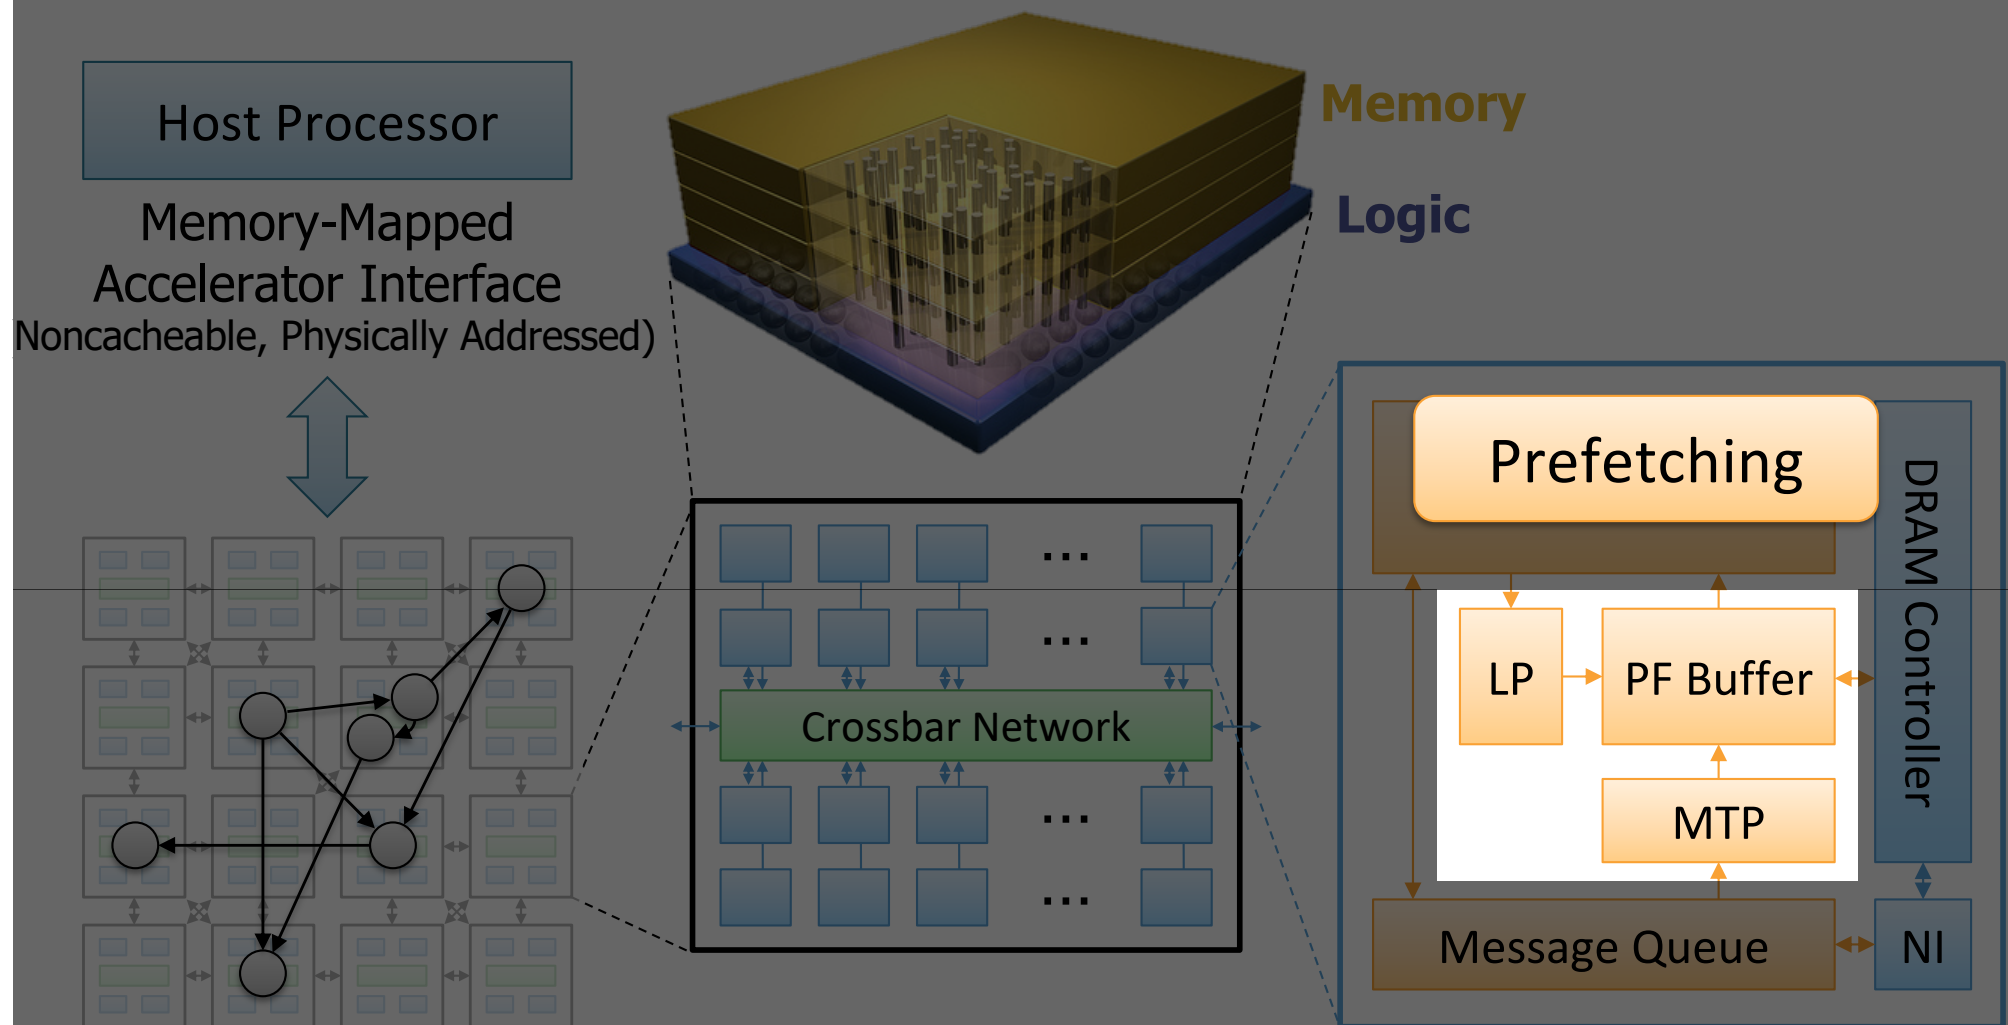 Host Processor
Memory-Mapped
Accelerator Interface
Noncacheable, Physically Addressed)
Memory
Logic
Crossbar Network
...
...
...
...
Prefetching
LP
PF Buffer
MTP
Message Queue
DRAM Controller
NI